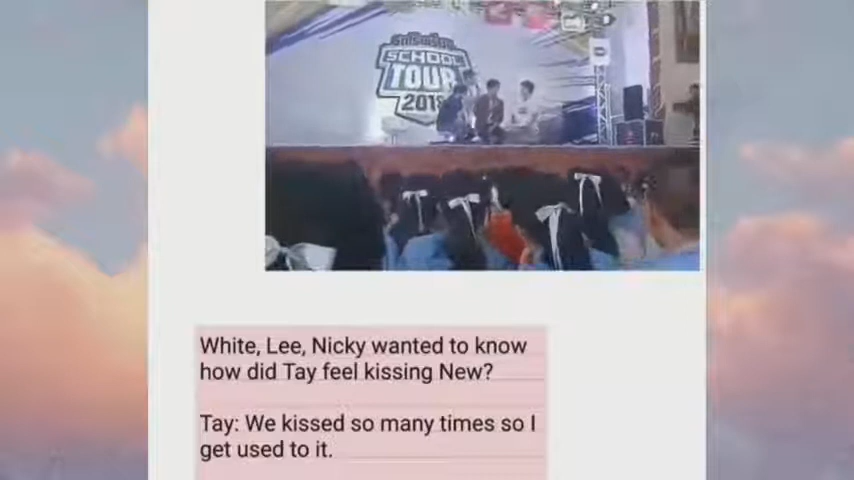 SCHOOL
TOUR
2019
White, Lee, Nicky wanted to know
how did Tay feel kissing New?
Tay: We kissed so many times so I
get used to it.